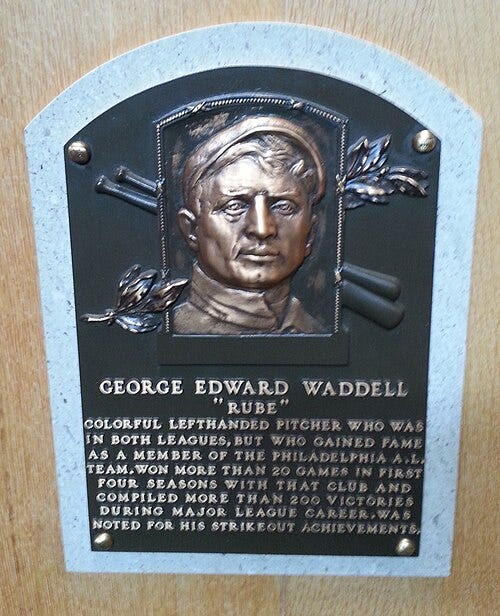 GEORGE EDWARD WADDELL
"RUBE"
COLORFUL LEFTHANDED PITCHER WHO WAS
IN BOTH LEAGUES, BUT WHO GAINED FAME
AS A MEMBER OF THE PHILADELPHIA A.L.
TEAM. WON MORE THAN 20 GAMES IN FIRST
FOUR SEASONS WITH THAT CLUB AND
COMPILED MORE THAN 200 VICTORIES
DURING MAJOR LEAGUE CAREER. WAS
NOTED FOR HIS STRIKEOUT ACHIEVEMENTS.